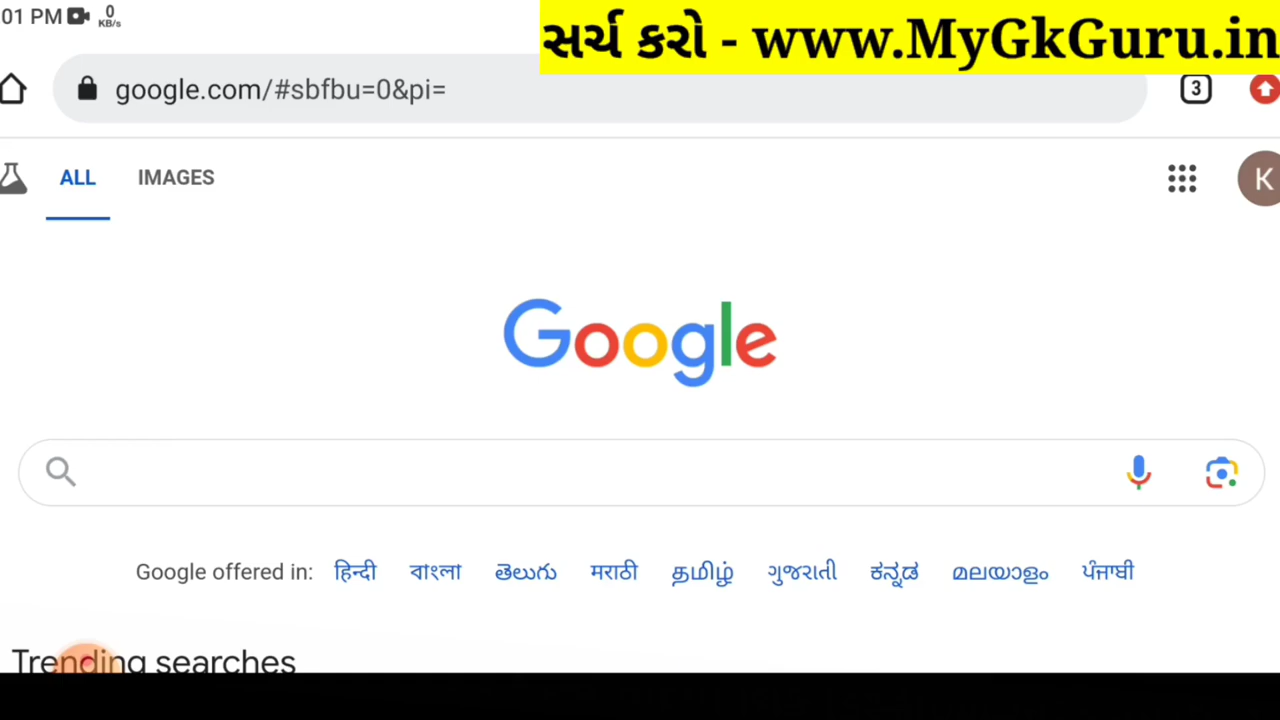 01 PM 0 KB/s
સર્ચ કરો - www.MyGkGuru.in
google.com/#sbfbu=0&pi=
3
ALL IMAGES
K
Google
Google offered in: हिन्दी বাংলা తెలుగు मराठी தமிழ் ગુજરાતી ಕನ್ನಡ മലയാളം ਪੰਜਾਬੀ
Trending searches